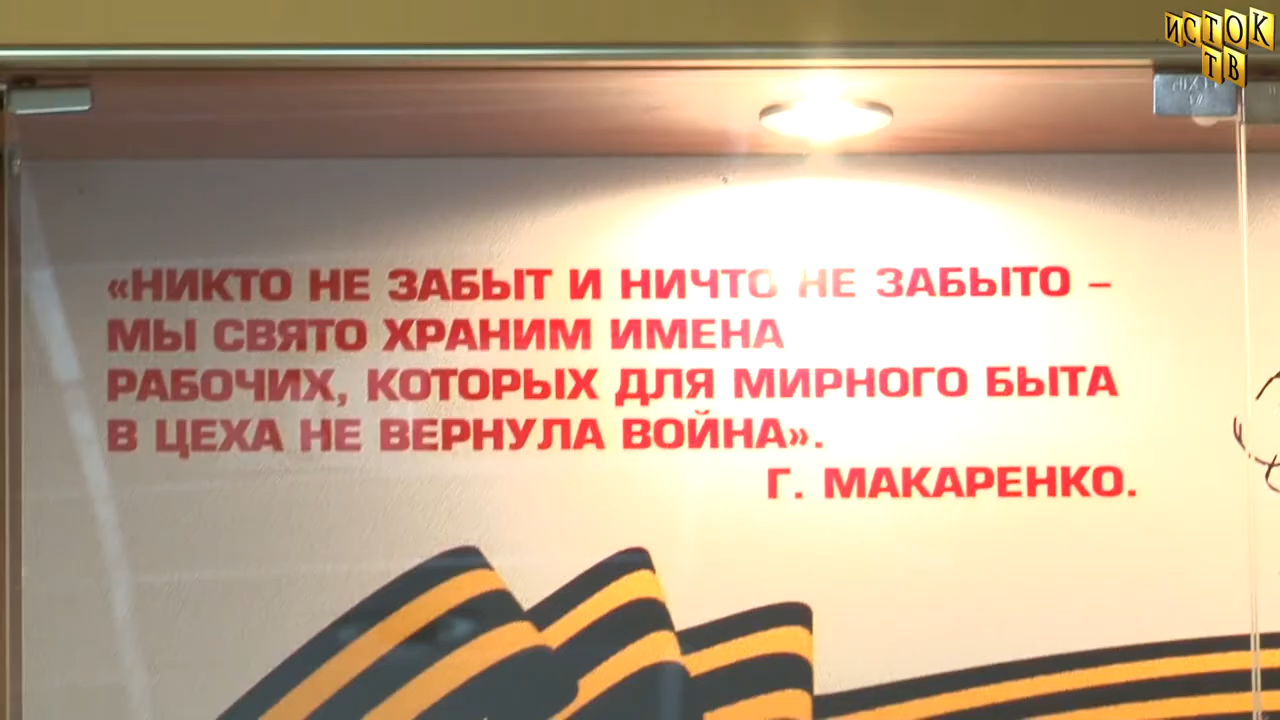 ИСТОК
ТВ
«НИКТО НЕ ЗАБЫТ И НИЧТО НЕ ЗАБЫТО –
МЫ СВЯТО ХРАНИМ ИМЕНА
РАБОЧИХ, КОТОРЫХ ДЛЯ МИРНОГО БЫТА
В ЦЕХА НЕ ВЕРНУЛА ВОЙНА».
Г. МАКАРЕНКО.